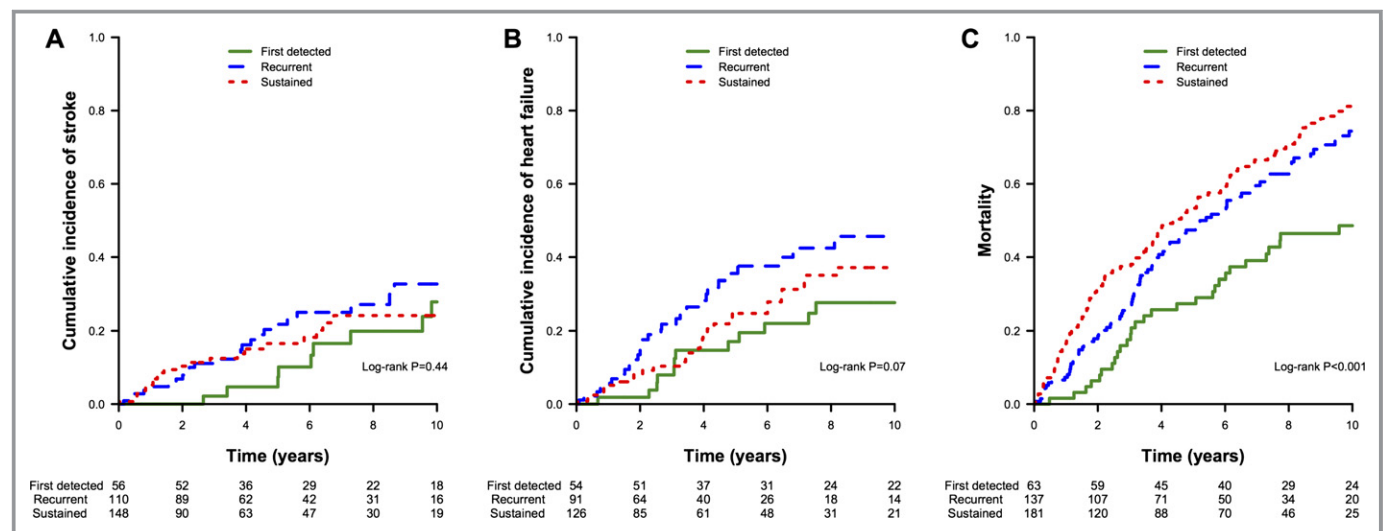 A
Cumulative incidence of stroke
1.0
0.8
0.6
0.4
0.2
0.0
First detected
Recurrent
Sustained
Log-rank P=0.44
0 2 4 6 8 10
Time (years)
First detected 56 52 36 29 22 18
Recurrent 110 89 62 42 31 16
Sustained 148 90 63 47 30 19
B
Cumulative incidence of heart failure
1.0
0.8
0.6
0.4
0.2
0.0
First detected
Recurrent
Sustained
Log-rank P=0.07
0 2 4 6 8 10
Time (years)
First detected 54 51 37 31 24 22
Recurrent 91 64 40 26 18 14
Sustained 126 85 61 48 31 21
C
Mortality
1.0
0.8
0.6
0.4
0.2
0.0
First detected
Recurrent
Sustained
Log-rank P<0.001
0 2 4 6 8 10
Time (years)
First detected 63 59 45 40 29 24
Recurrent 137 107 71 50 34 20
Sustained 181 120 88 70 46 25